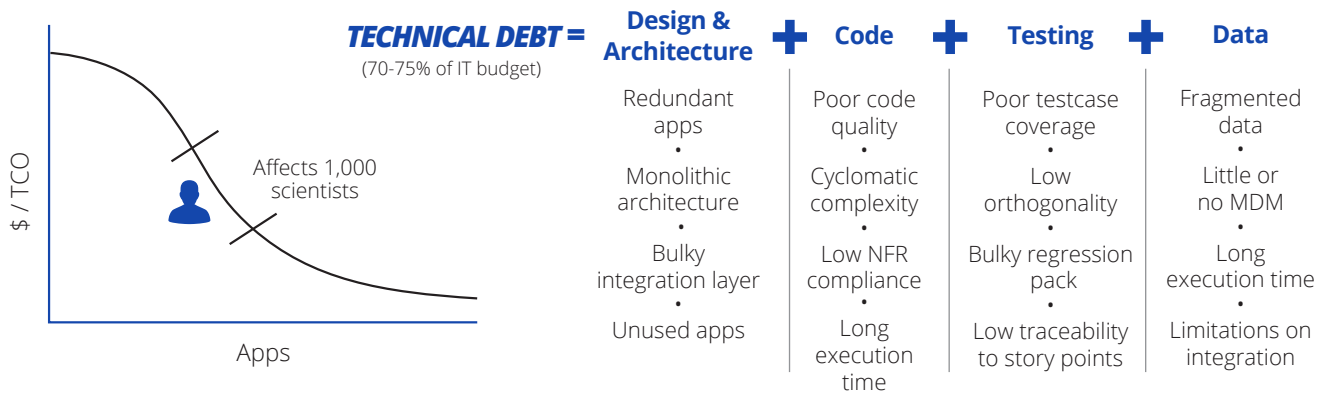 $ / TCO
Apps
Affects 1,000
scientists
TECHNICAL DEBT =
(70-75% of IT budget)
Design &
Architecture
Redundant
apps
•
Monolithic
architecture
•
Bulky
integration layer
•
Unused apps
+
Code
Poor code
quality
•
Cyclomatic
complexity
•
Low NFR
compliance
•
Long
execution
time
+
Testing
Poor testcase
coverage
•
Low
orthogonality
•
Bulky regression
pack
•
Low traceability
to story points
+
Data
Fragmented
data
•
Little or
no MDM
•
Long
execution time
•
Limitations on
integration